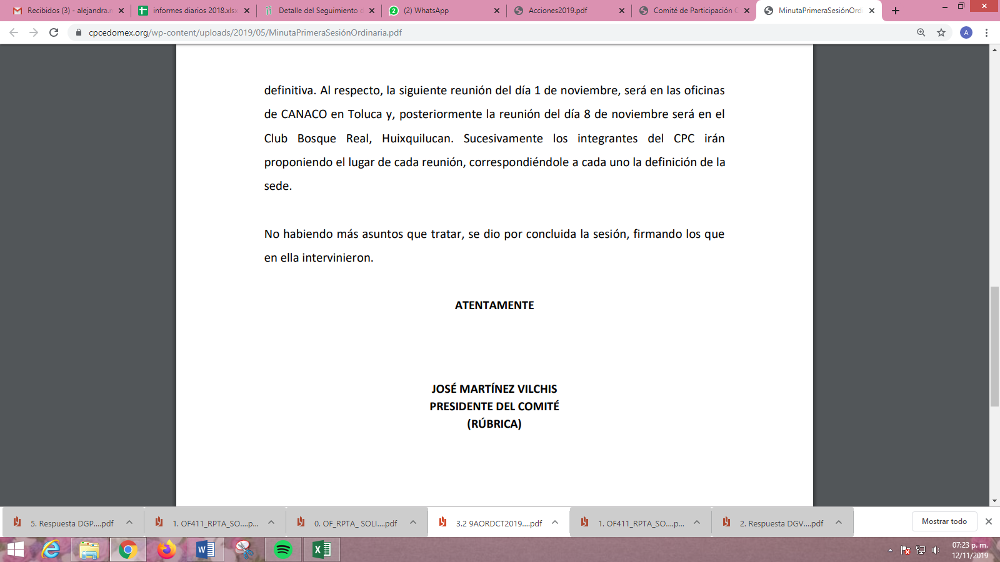 Recibidos (3) - alejandra.
informes diarios 2018.xlsx
Detalle del Seguimiento
(2) WhatsApp
Acciones2019.pdf
Comité de Participación C
MinutaPrimeraSesiónOrdi
cpcedomex.org/wp-content/uploads/2019/05/MinutaPrimeraSesiónOrdinaria.pdf
A
definitiva. Al respecto, la siguiente reunión del día 1 de noviembre, será en las oficinas
de CANACO en Toluca y, posteriormente la reunión del día 8 de noviembre será en el
Club Bosque Real, Huixquilucan. Sucesivamente los integrantes del CPC irán
proponiendo el lugar de cada reunión, correspondiéndole a cada uno la definición de la
sede.
No habiendo más asuntos que tratar, se dio por concluida la sesión, firmando los que
en ella intervinieron.
ATENTAMENTE
JOSÉ MARTÍNEZ VILCHIS
PRESIDENTE DEL COMITÉ
(RÚBRICA)
5. Respuesta DGP....pdf
1. OF411_RPTA_SO....p...
0. OF_RPTA_ SOLI....pdf
3.2 9AORDCT2019....pdf
1. OF411_RPTA_SO....p...
2. Respuesta DGV....pdf
Mostrar todo
07:23 p. m.
12/11/2019